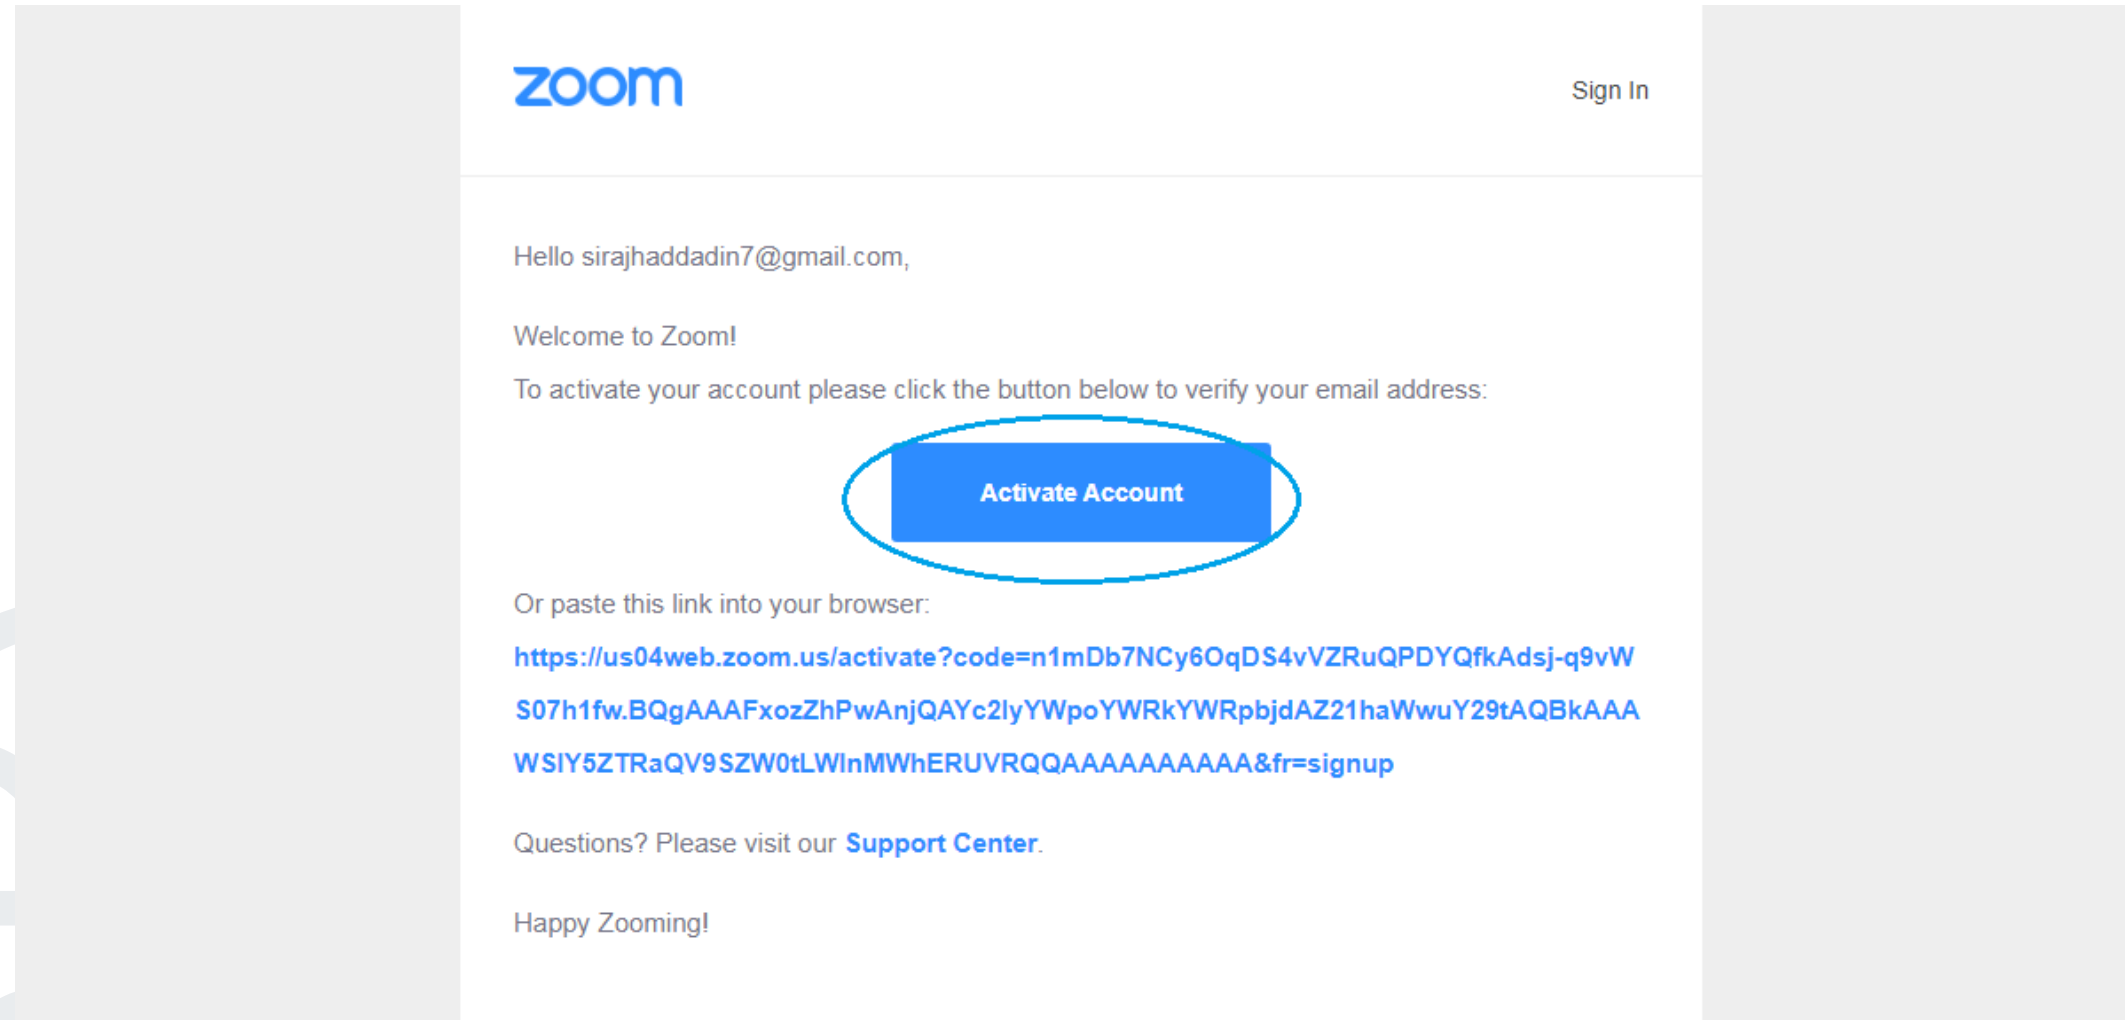 zoom
Sign In
Hello sirajhaddadin7@gmail.com,
Welcome to Zoom!
To activate your account please click the button below to verify your email address:
Activate Account
Or paste this link into your browser:
https://us04web.zoom.us/activate?code=n1mDb7NCy6OqDS4vVZRuQPDYQfkAdsj-q9vW
S07h1fw.BQgAAAFxozZhPwAnjQAYc2lyYWpoYWRkYWRpbjdAZ21haWwuY29tAQBkAAA
WSlY5ZTRaQV9SZW0tLWlnMWhERUVRQQAAAAAAAAAA&fr=signup
Questions? Please visit our Support Center.
Happy Zooming!